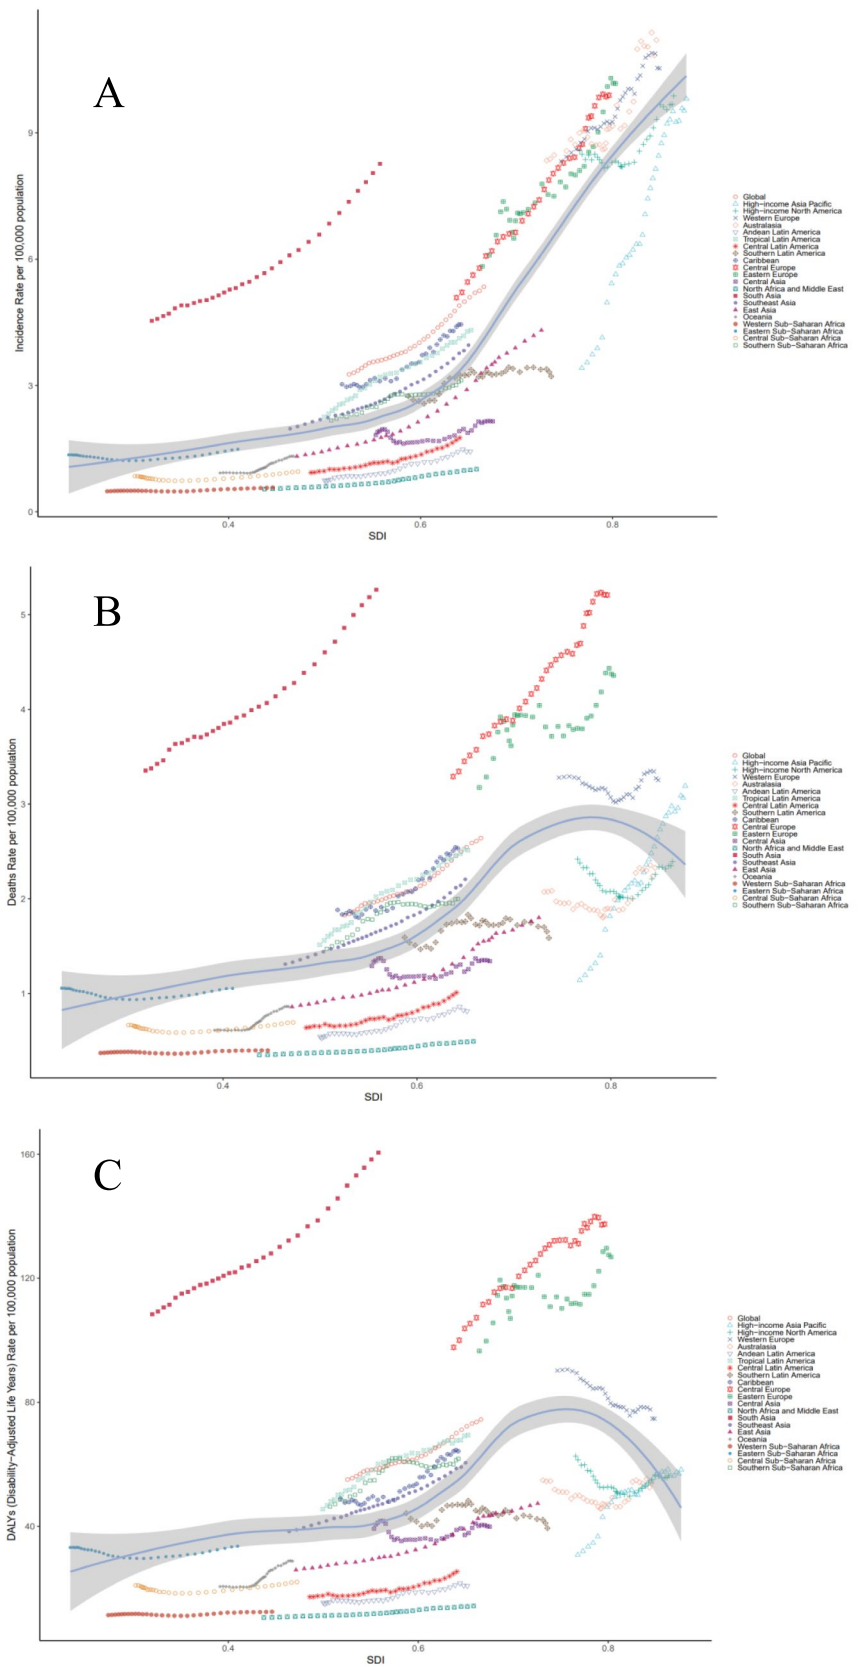 A
9
6
3
0
Incidence Rate per 100,000 population
0.4
0.6
0.8
SDI
Global
High−income Asia Pacific
High−income North America
Western Europe
Australasia
Andean Latin America
Tropical Latin America
Central Latin America
Southern Latin America
Caribbean
Central Europe
Eastern Europe
Central Asia
North Africa and Middle East
South Asia
Southeast Asia
East Asia
Oceania
Western Sub−Saharan Africa
Eastern Sub−Saharan Africa
Central Sub−Saharan Africa
Southern Sub−Saharan Africa
B
5
4
3
2
1
Deaths Rate per 100,000 population
0.4
0.6
0.8
SDI
Global
High−income Asia Pacific
High−income North America
Western Europe
Australasia
Andean Latin America
Tropical Latin America
Central Latin America
Southern Latin America
Caribbean
Central Europe
Eastern Europe
Central Asia
North Africa and Middle East
South Asia
Southeast Asia
East Asia
Oceania
Western Sub−Saharan Africa
Eastern Sub−Saharan Africa
Central Sub−Saharan Africa
Southern Sub−Saharan Africa
C
160
120
80
40
DALYs (Disability−Adjusted Life Years) Rate per 100,000 population
0.4
0.6
0.8
SDI
Global
High−income Asia Pacific
High−income North America
Western Europe
Australasia
Andean Latin America
Tropical Latin America
Central Latin America
Southern Latin America
Caribbean
Central Europe
Eastern Europe
Central Asia
North Africa and Middle East
South Asia
Southeast Asia
East Asia
Oceania
Western Sub−Saharan Africa
Eastern Sub−Saharan Africa
Central Sub−Saharan Africa
Southern Sub−Saharan Africa